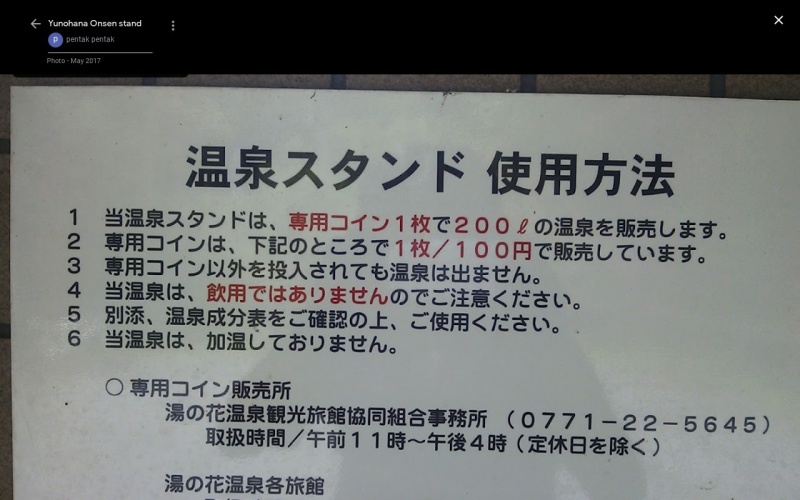 Yunohana Onsen stand
P pentak pentak
Photo - May 2017
温泉スタンド 使用方法
1 当温泉スタンドは、専用コイン1枚で200ℓの温泉を販売します。
2 専用コインは、下記のところで1枚/100円で販売しています。
3 専用コイン以外を投入されても温泉は出ません。
4 当温泉は、飲用ではありませんのでご注意ください。
5 別添、温泉成分表をご確認の上、ご使用ください。
6 当温泉は、加温しておりません。
○ 専用コイン販売所
湯の花温泉観光旅館協同組合事務所 (0771-22-5645)
取扱時間/午前11時~午後4時(定休日を除く)
湯の花温泉各旅館